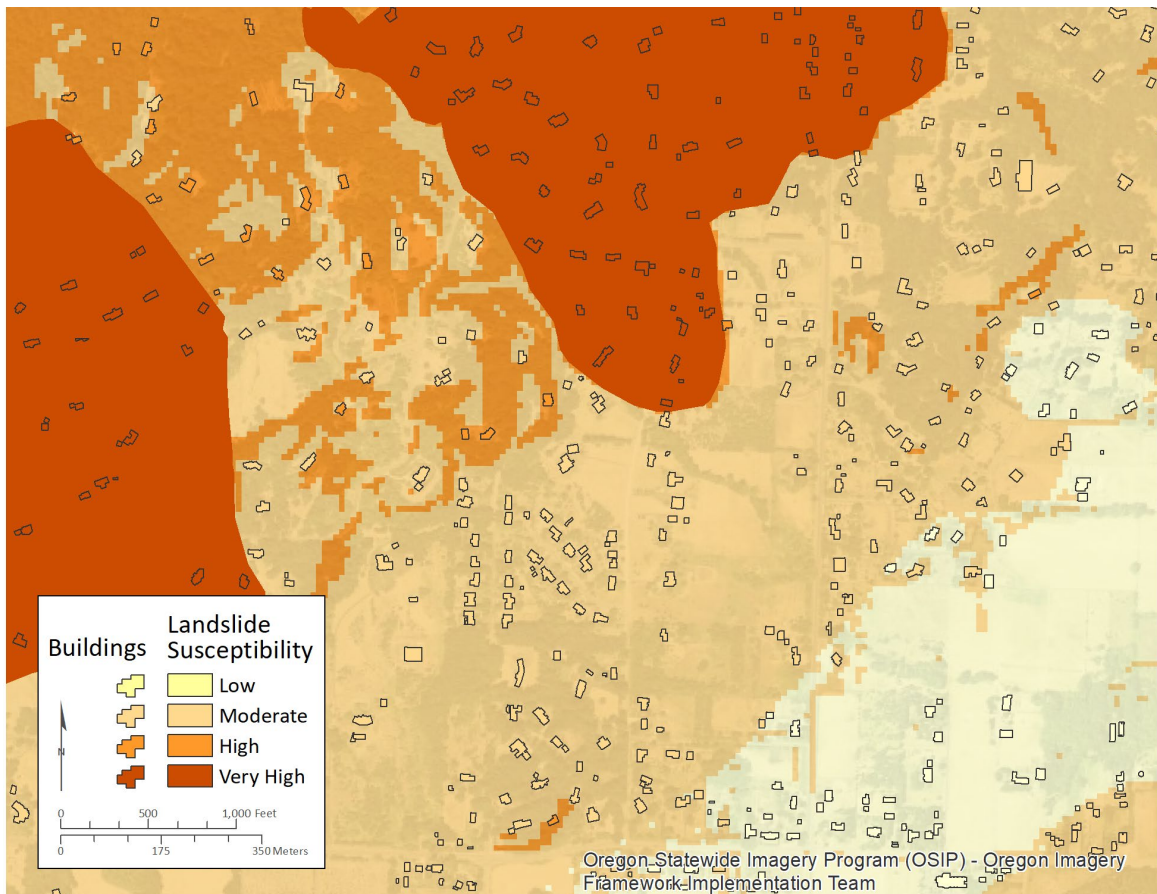 Buildings
Landslide
Susceptibility
Low
Moderate
High
Very High
N
0 500 1,000 Feet
0 175 350 Meters
Oregon Statewide Imagery Program (OSIP) - Oregon Imagery
Framework Implementation Team